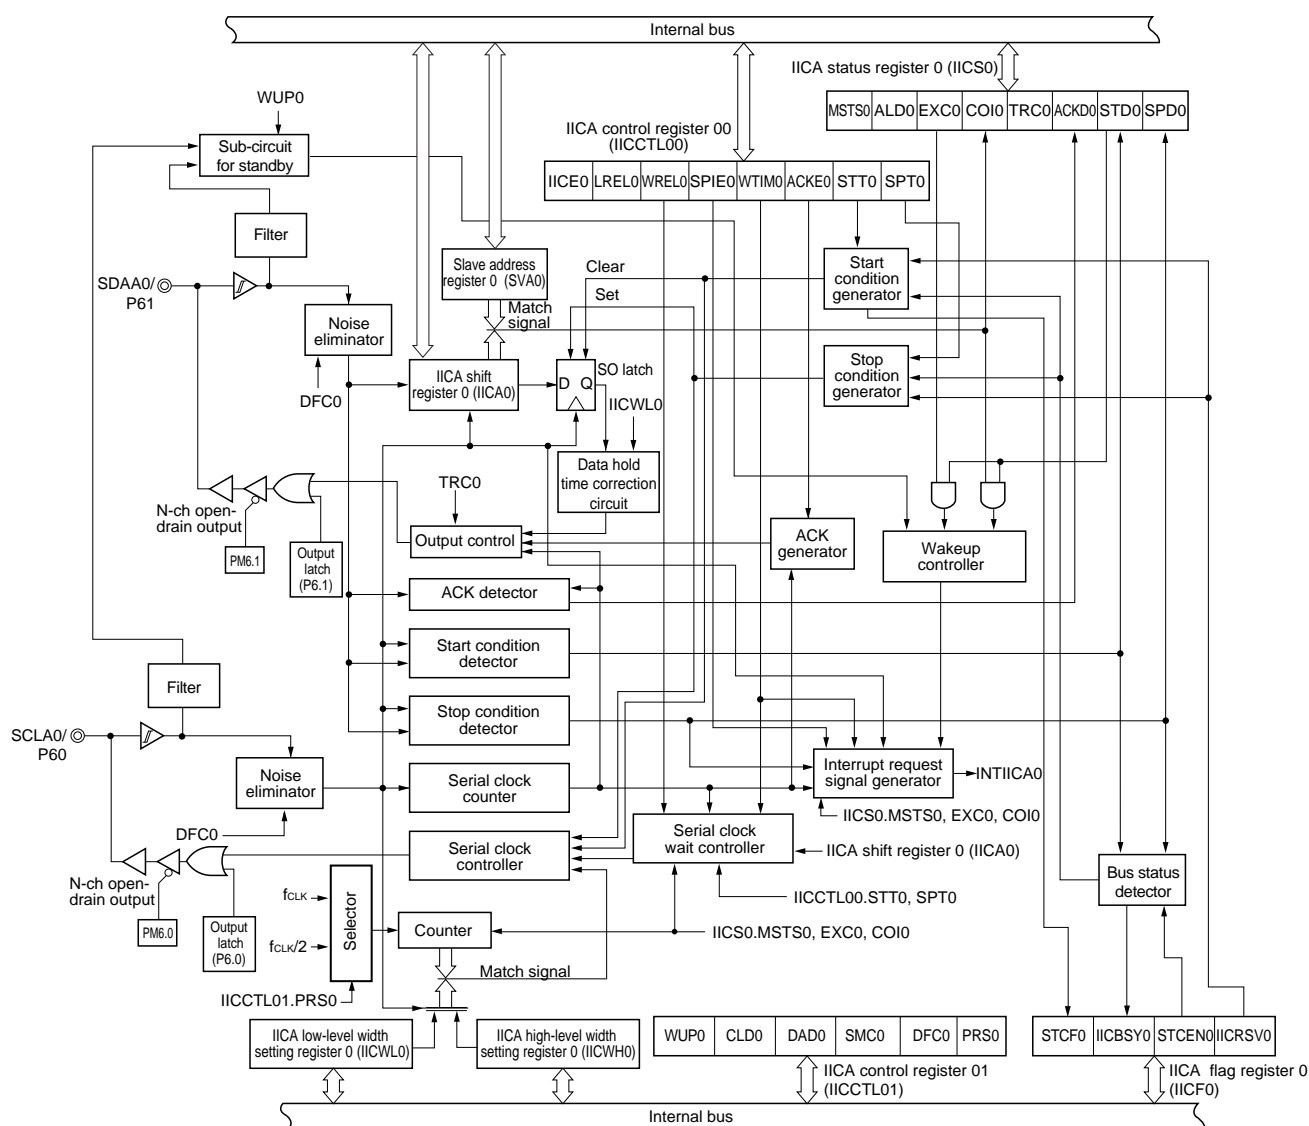 Internal bus
IICA status register 0 (IICS0)
WUP0
MSTS0 ALD0 EXC0 COI0 TRC0 ACKD0 STD0 SPD0
IICA control register 00
(IICCTL00)
Sub-circuit
for standby
IICE0 LREL0 WREL0 SPIE0 WTIM0 ACKE0 STT0 SPT0
Filter
Slave address
register 0 (SVA0)
Clear
Set
Start
condition
generator
SDAA0/
P61
Match
signal
Noise
eliminator
Stop
condition
generator
IICA shift
register 0 (IICA0)
D Q
SO latch
DFC0
IICWL0
Data hold
time correction
circuit
TRC0
N-ch open-
drain output
Output control
ACK
generator
Wakeup
controller
PM6.1
Output
latch
(P6.1)
ACK detector
Start condition
detector
Filter
Stop condition
detector
SCLA0/
P60
Noise
eliminator
Serial clock
counter
Interrupt request
signal generator
INTIICA0
IICS0.MSTS0, EXC0, COI0
DFC0
Serial clock
controller
Serial clock
wait controller
IICA shift register 0 (IICA0)
N-ch open-
drain output
Bus status
detector
fCLK
IICCTL00.STT0, SPT0
PM6.0
Output
latch
(P6.0)
Selector
Counter
IICS0.MSTS0, EXC0, COI0
fCLK/2
Match signal
IICCTL01.PRS0
IICA low-level width
setting register 0 (IICWL0)
IICA high-level width
setting register 0 (IICWH0)
WUP0 CLD0 DAD0 SMC0 DFC0 PRS0
STCF0 IICBSY0 STCEN0 IICRSV0
IICA control register 01
(IICCTL01)
IICA flag register 0
(IICF0)
Internal bus